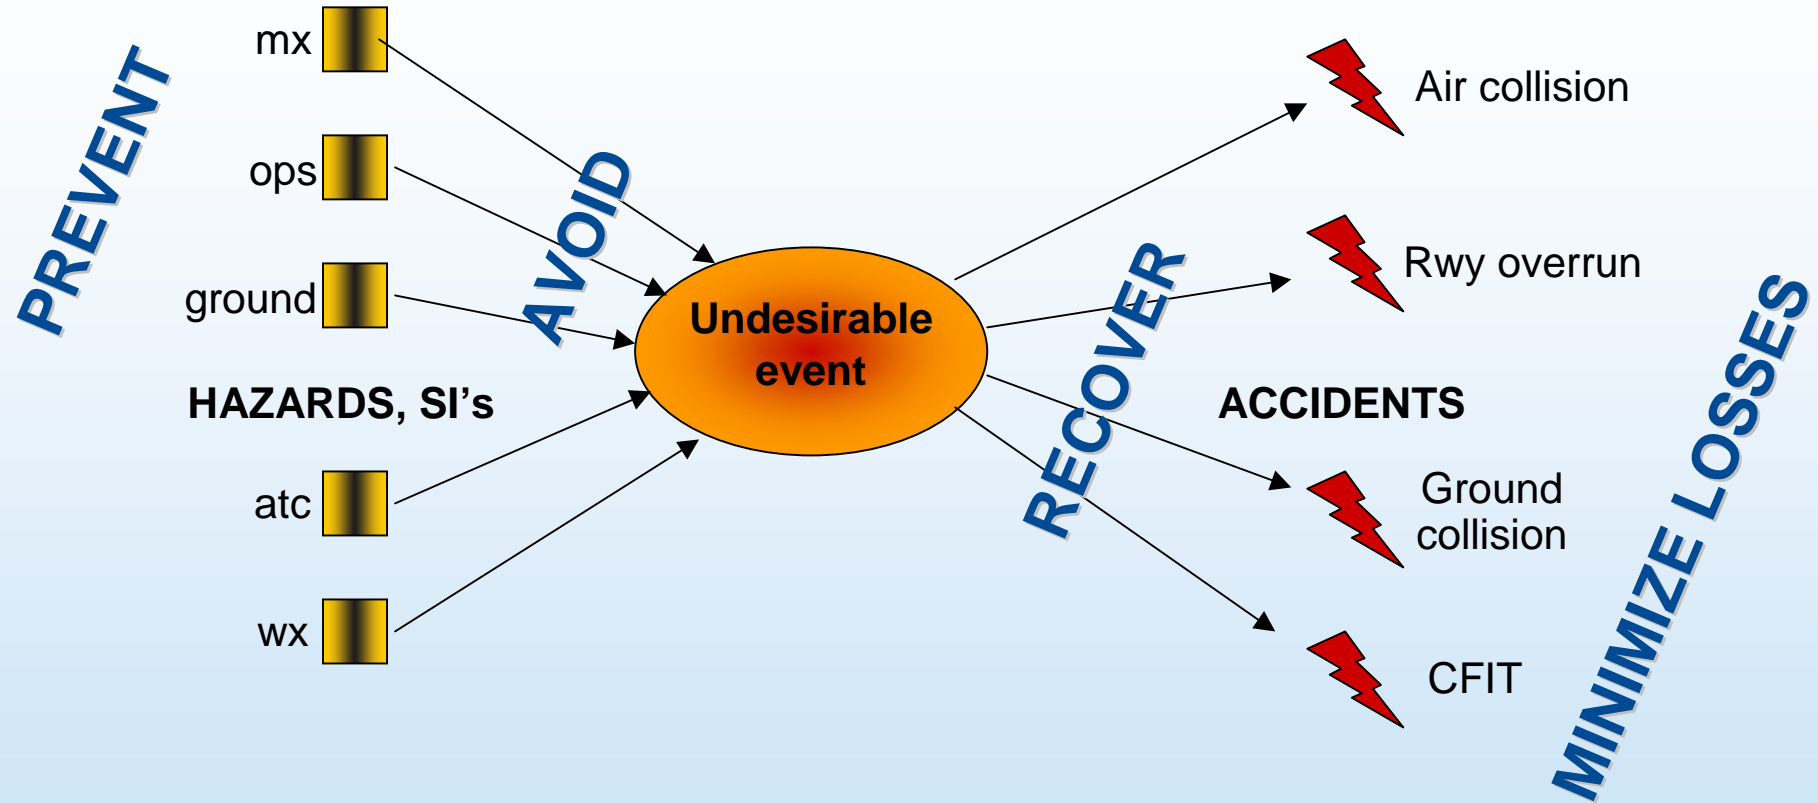 PREVENT
mx
ops
ground
HAZARDS, SI's
atc
wx
AVOID
Undesirable
event
RECOVER
Air collision
Rwy overrun
ACCIDENTS
Ground
collision
CFIT
MINIMIZE LOSSES